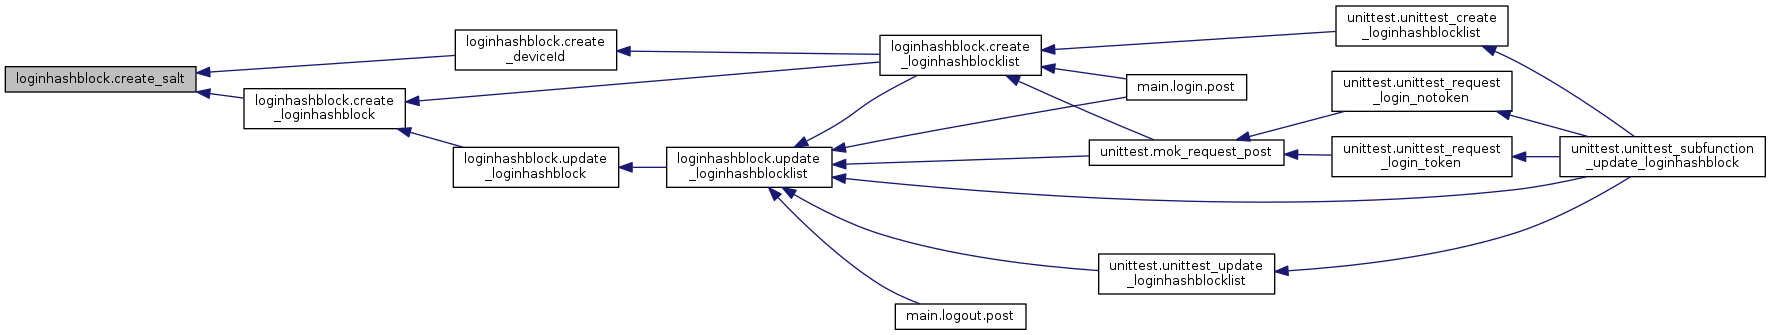 loginhashblock.create_salt
loginhashblock.create
_deviceId
loginhashblock.create
_loginhashblock
loginhashblock.update
_loginhashblock
loginhashblock.create
_loginhashblocklist
loginhashblock.update
_loginhashblocklist
main.logout.post
unittest.unittest_create
_loginhashblocklist
main.login.post
unittest.mok_request_post
unittest.unittest_update
_loginhashblocklist
unittest.unittest_request
_login_notoken
unittest.unittest_request
_login_token
unittest.unittest_subfunction
_update_loginhashblock